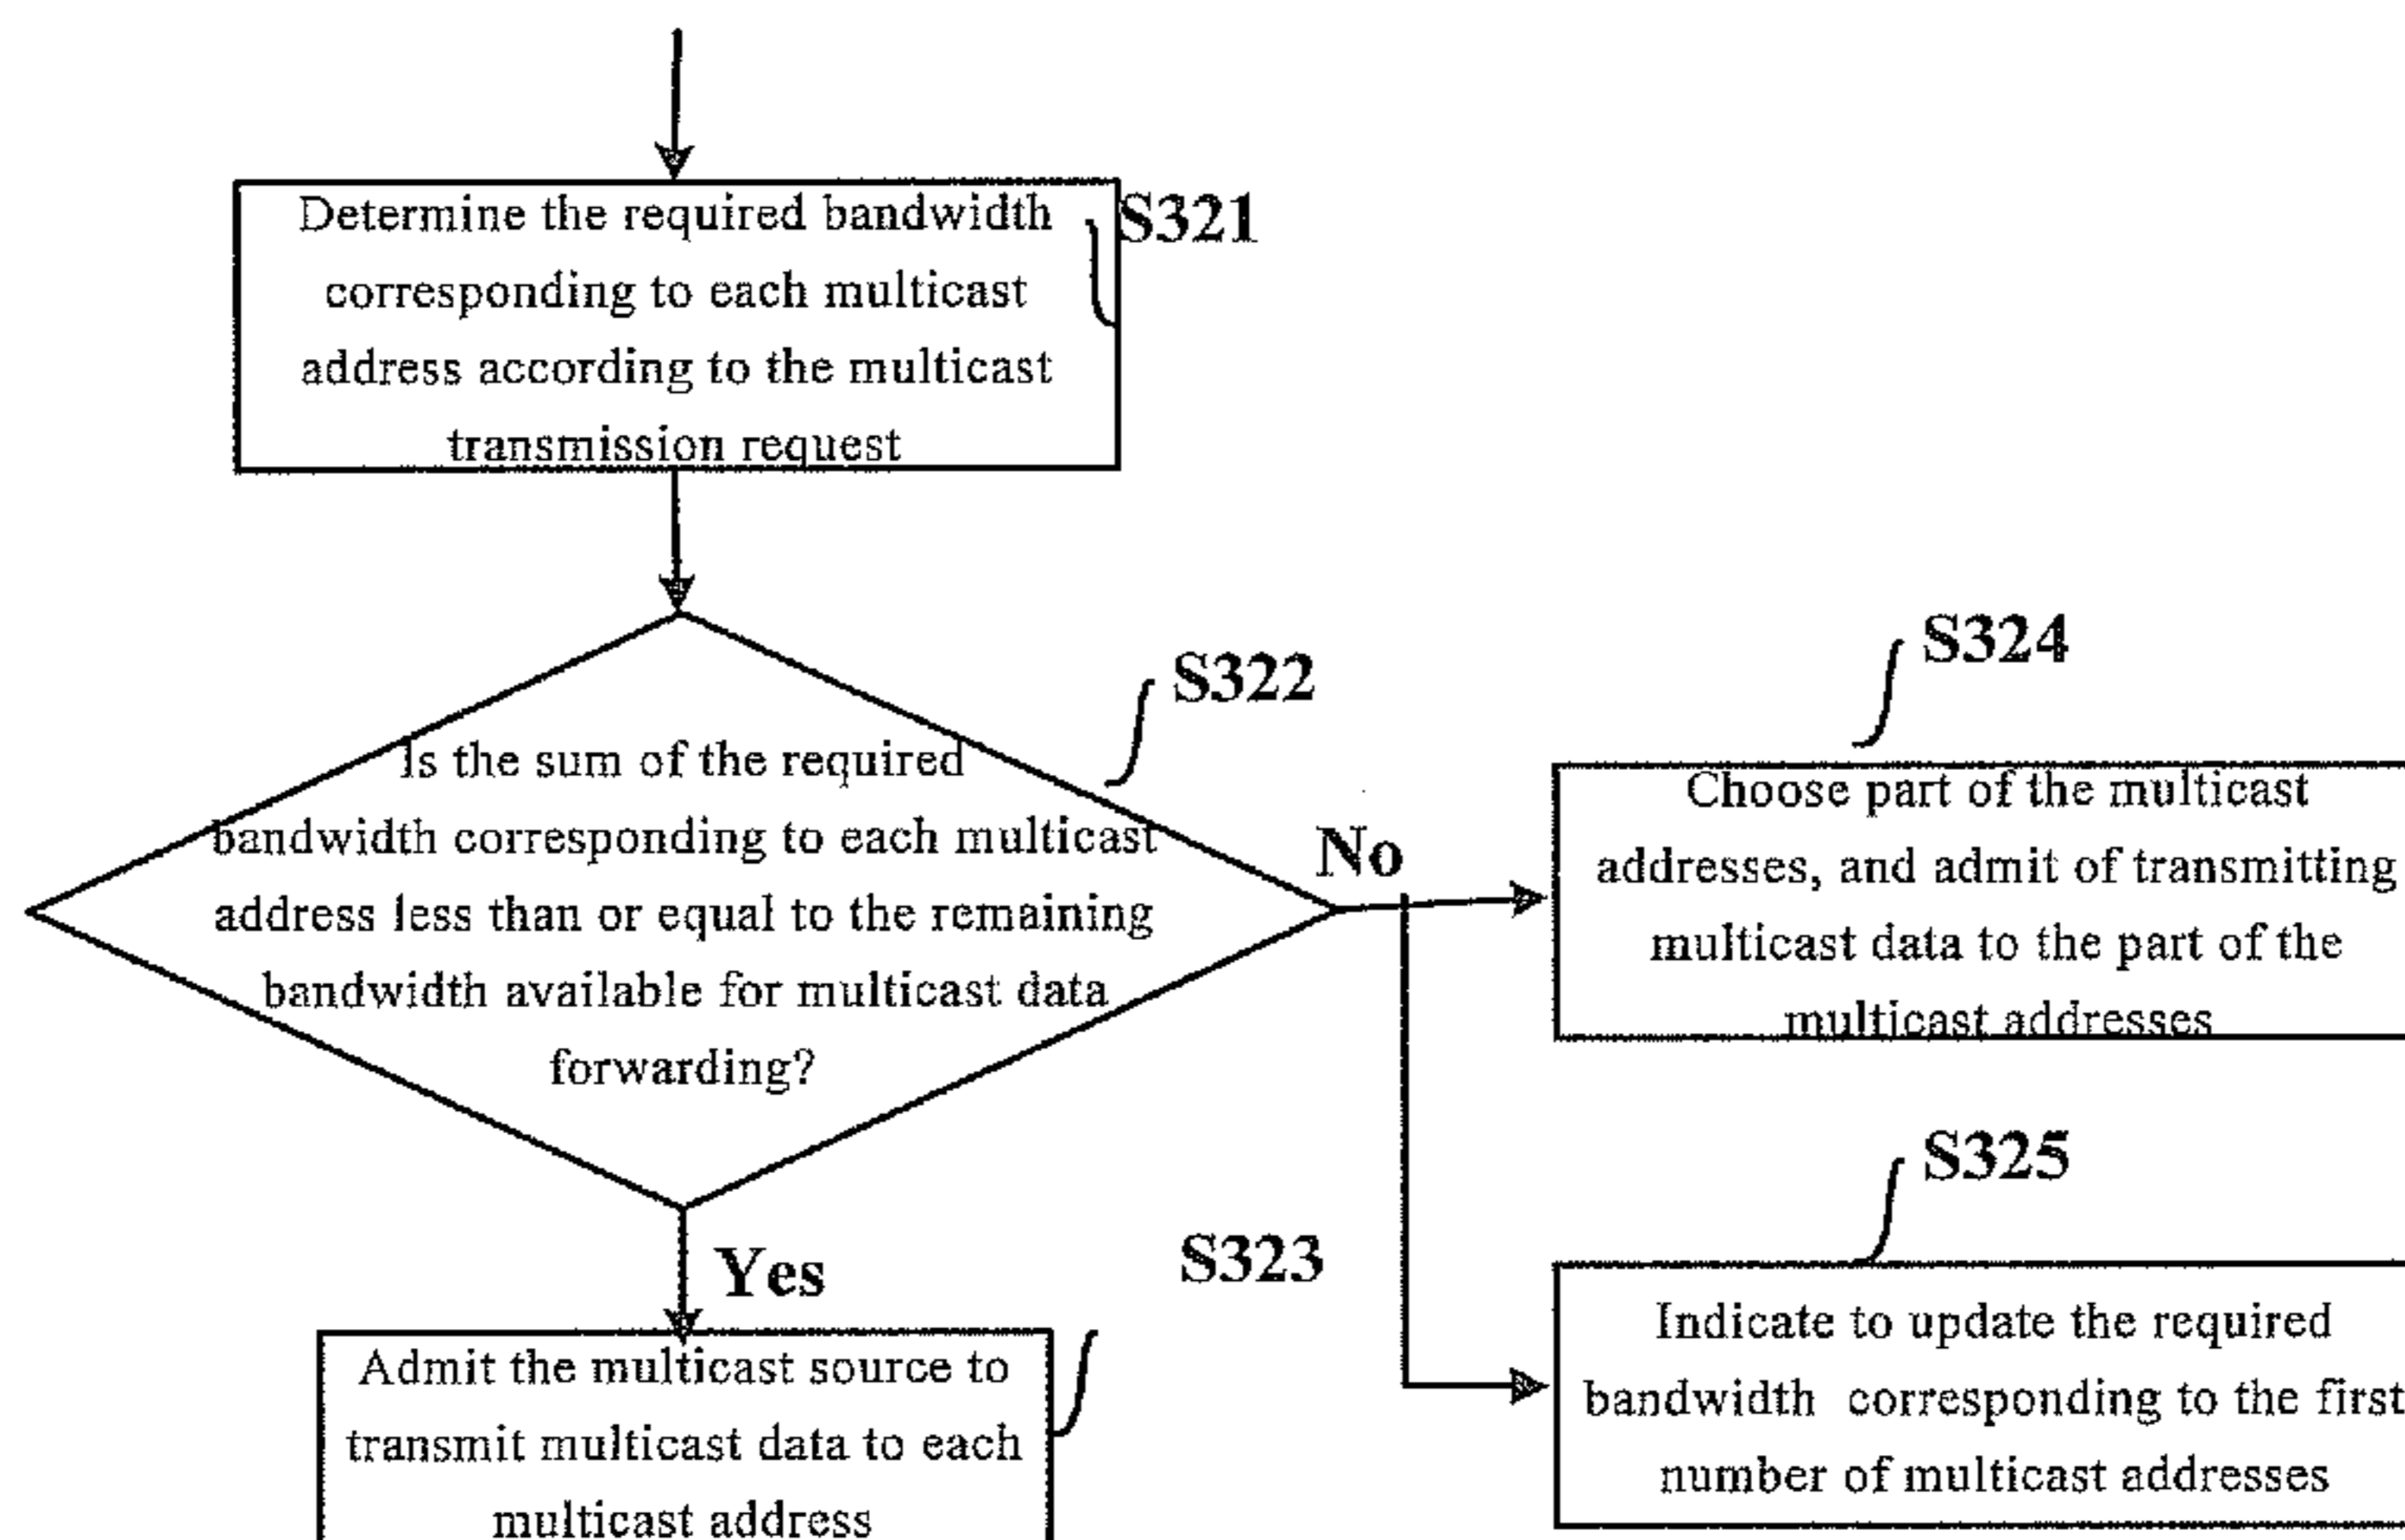 Determine the required bandwidth
corresponding to each multicast
address according to the multicast
transmission request
S321
Is the sum of the required
bandwidth corresponding to each multicast
address less than or equal to the remaining
bandwidth available for multicast data
forwarding?
S322
No
S324
Choose part of the multicast
addresses, and admit of transmitting
multicast data to the part of the
multicast addresses
S325
Indicate to update the required
bandwidth corresponding to the first
number of multicast addresses
Yes
S323
Admit the multicast source to
transmit multicast data to each
multicast address